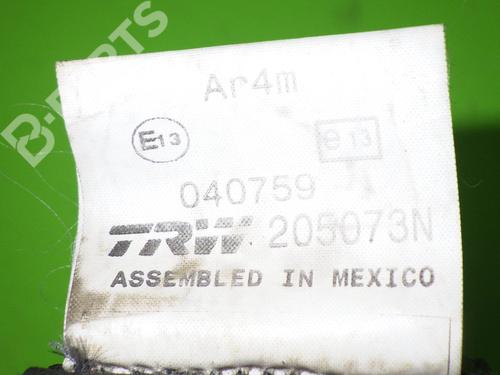 B-PARTS
Ar4m
E13 e13
040759
TRW 205073N
ASSEMBLED IN MEXICO